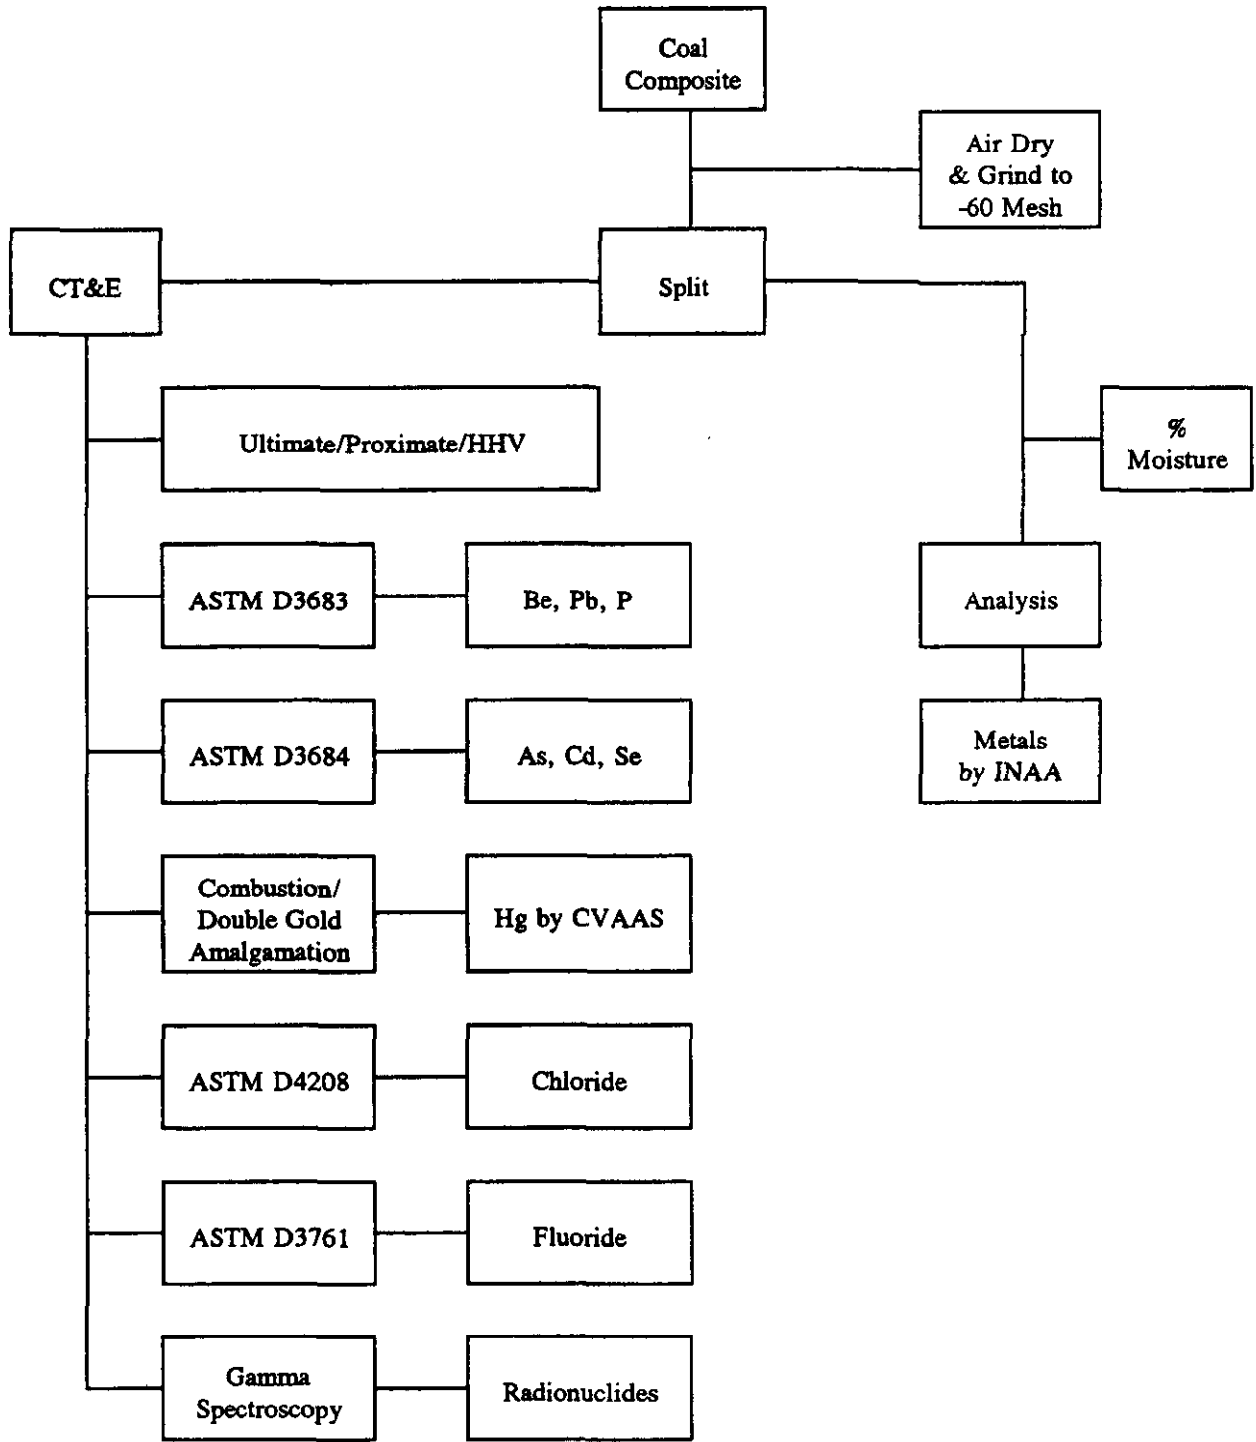 Coal
Composite
Air Dry
& Grind to
-60 Mesh
CT&E
Split
Ultimate/Proximate/HHV
%
Moisture
ASTM D3683
Be, Pb, P
Analysis
ASTM D3684
As, Cd, Se
Metals
by INAA
Combustion/
Double Gold
Amalgamation
Hg by CVAAS
ASTM D4208
Chloride
ASTM D3761
Fluoride
Gamma
Spectroscopy
Radionuclides